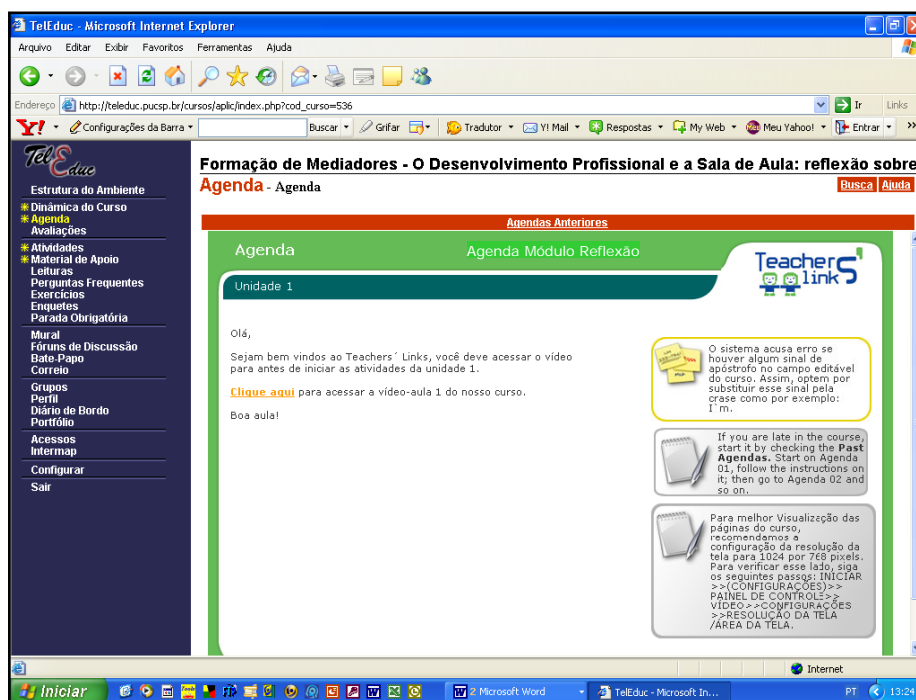 TelEduc - Microsoft Internet Explorer
Arquivo Editar Exibir Favoritos Ferramentas Ajuda
Endereço http://teleduc.pucsp.br/cursos/aplic/index.php?cod_curso=536 Ir Links
Y! Configurações da Barra Buscar Grifar Tradutor Y! Mail Respostas My Web Meu Yahoo! Entrar
TelEduc
Estrutura do Ambiente
Dinâmica do Curso
Agenda
Avaliações
Atividades
Material de Apoio
Leituras
Perguntas Frequentes
Exercícios
Enquetes
Parada Obrigatória
Mural
Fóruns de Discussão
Bate-Papo
Correio
Grupos
Perfil
Diário de Bordo
Portfólio
Acessos
Intermap
Configurar
Sair
Formação de Mediadores - O Desenvolvimento Profissional e a Sala de Aula: reflexão sobre
Agenda - Agenda
Busca Ajuda
Agendas Anteriores
Agenda Agenda Módulo Reflexão
Teachers' link
Unidade 1
Olá,
Sejam bem vindos ao Teachers´ Links, você deve acessar o vídeo
para antes de iniciar as atividades da unidade 1.
Clique aqui para acessar a vídeo-aula 1 do nosso curso.
Boa aula!
O sistema acusa erro se
houver algum sinal de
apóstrofo no campo editável
do curso. Assim, optem por
substituir esse sinal pela
crase como por exemplo:
I`m.
If you are late in the course,
start it by checking the Past
Agendas. Start on Agenda
01, follow the instructions on
it; then go to Agenda 02 and
so on.
Para melhor Visualização das
páginas do curso,
recomendamos a
configuração da resolução da
tela para 1024 por 768 pixels.
Para verificar esse lado, siga
os seguintes passos: INICIAR
>>(CONFIGURAÇÕES)>>
PAINEL DE CONTROLE>>
VÍDEO>>CONFIGURAÇÕES
>>RESOLUÇÃO DA TELA
/ÁREA DA TELA.
Internet
Iniciar 2 Microsoft Word TelEduc - Microsoft In... PT 13:24